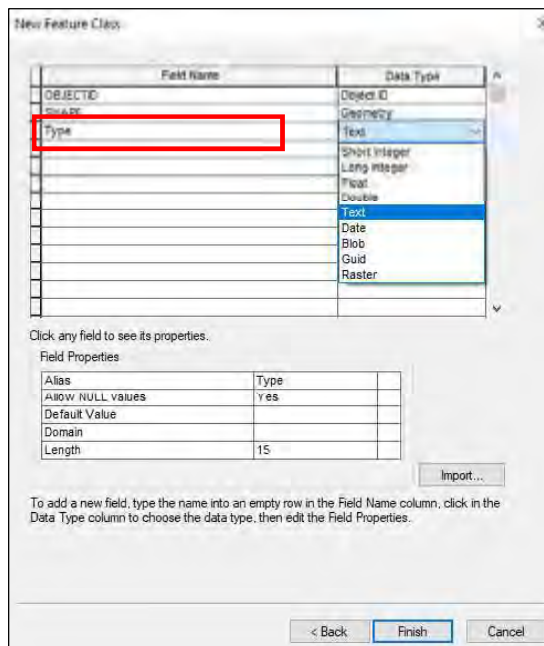 New Feature Class
Field Name Data Type
OBJECTID Object ID
SHAPE Geometry
Type Text
Short Integer
Long Integer
Float
Double
Text
Date
Blob
Guid
Raster
Click any field to see its properties.
Field Properties
Alias Type
Allow NULL values Yes
Default Value
Domain
Length 15
Import...
To add a new field, type the name into an empty row in the Field Name column, click in the
Data Type column to choose the data type, then edit the Field Properties.
< Back Finish Cancel